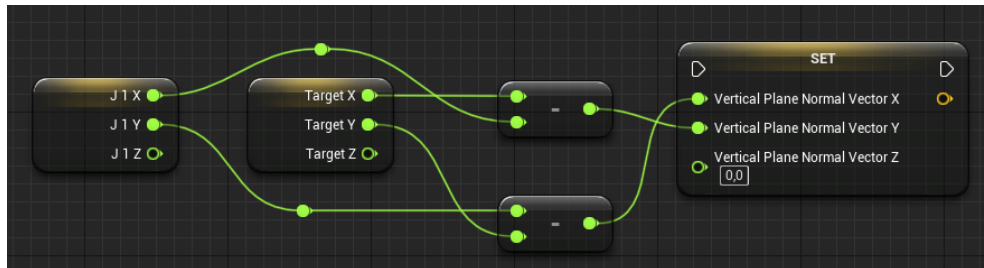 J 1 X
J 1 Y
J 1 Z
Target X
Target Y
Target Z
-
-
SET
Vertical Plane Normal Vector X
Vertical Plane Normal Vector Y
Vertical Plane Normal Vector Z
0,0